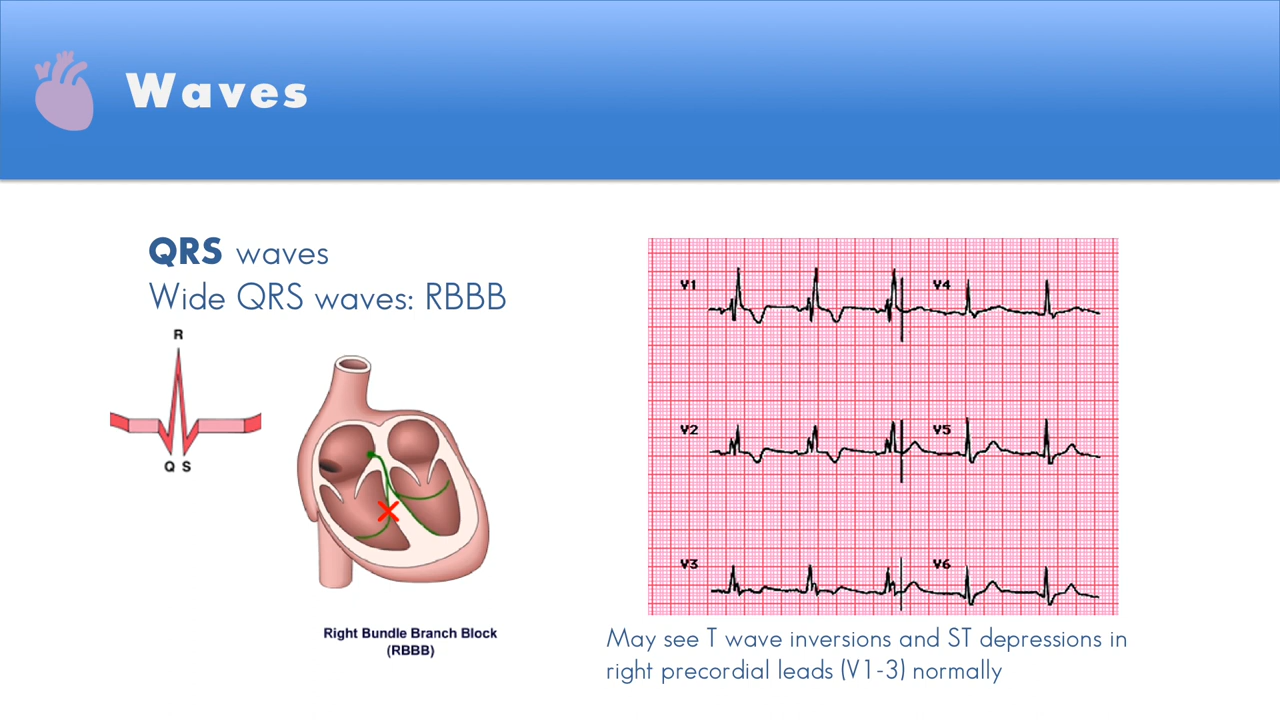 Waves
QRS waves
Wide QRS waves: RBBB
R
Q S
Right Bundle Branch Block
(RBBB)
V1
V4
V2
V5
V3
V6
May see T wave inversions and ST depressions in
right precordial leads (V1-3) normally